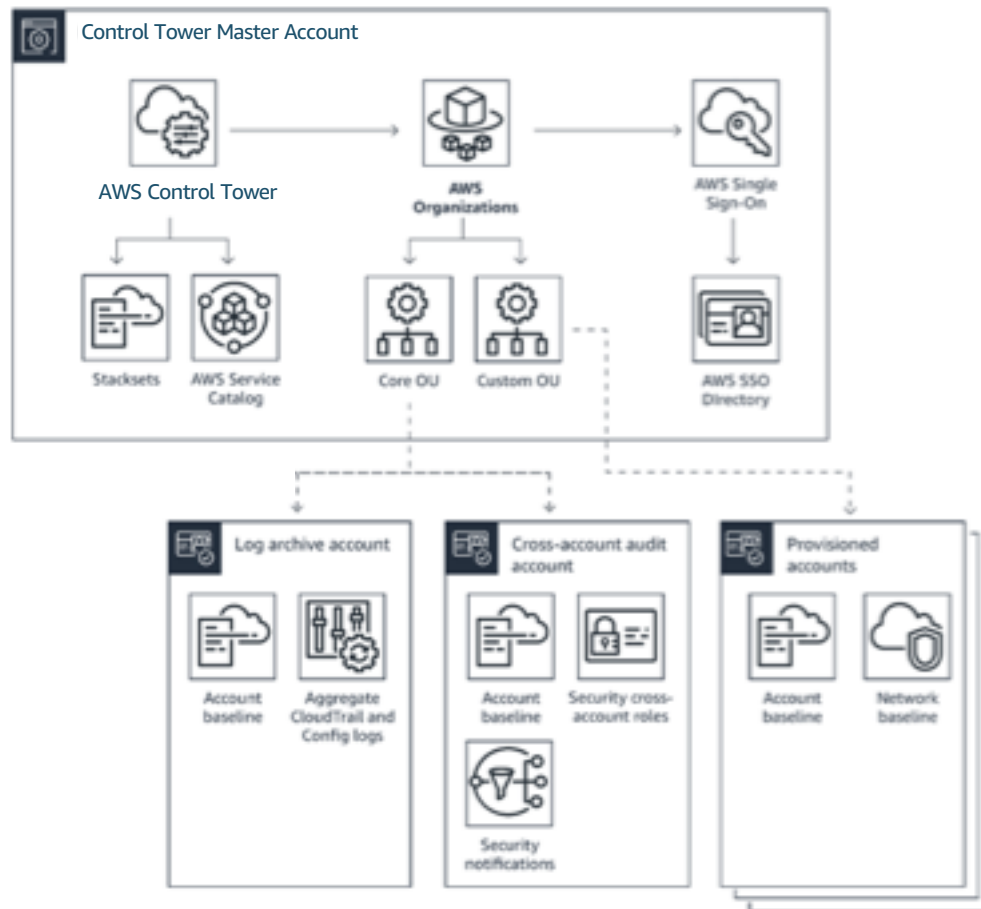 Control Tower Master Account
AWS Control Tower
AWS
Organizations
AWS Single
Sign-On
Stacksets
AWS Service
Catalog
Core OU
Custom OU
AWS SSO
Directory
Log archive account
Cross-account audit
account
Provisioned
accounts
Account
baseline
Aggregate
CloudTrail and
Config logs
Account
baseline
Security cross-
account roles
Account
baseline
Network
baseline
Security
notifications